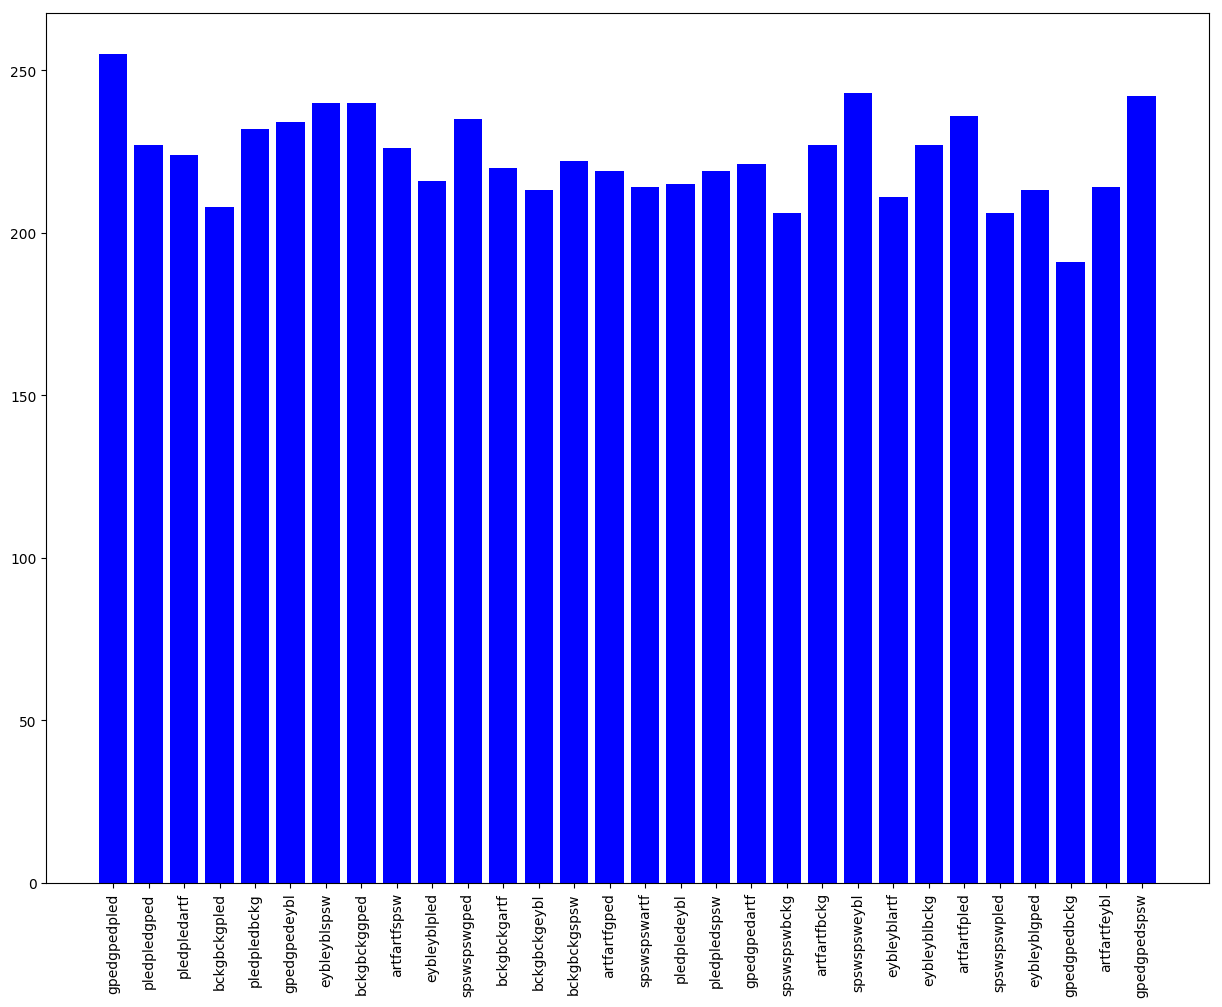 250
200
150
100
50
0
gpedgpedpled
pledpledgped
pledpledartf
bckgbckgpled
pledpledbckg
gpedgpedeybl
eybleyblspsw
bckgbckggped
artfartfspsw
eybleyblpled
spswspswgped
bckgbckgartf
bckgbckgeybl
bckgbckgspsw
artfartfgped
spswspswartf
pledpledeybl
pledpledspsw
gpedgpedartf
spswspswbckg
artfartfbckg
spswspsweybl
eybleyblartf
eybleyblbckg
artfartfpled
spswspswpled
eybleyblgped
gpedgpedbckg
artfartfeybl
gpedgpedspsw